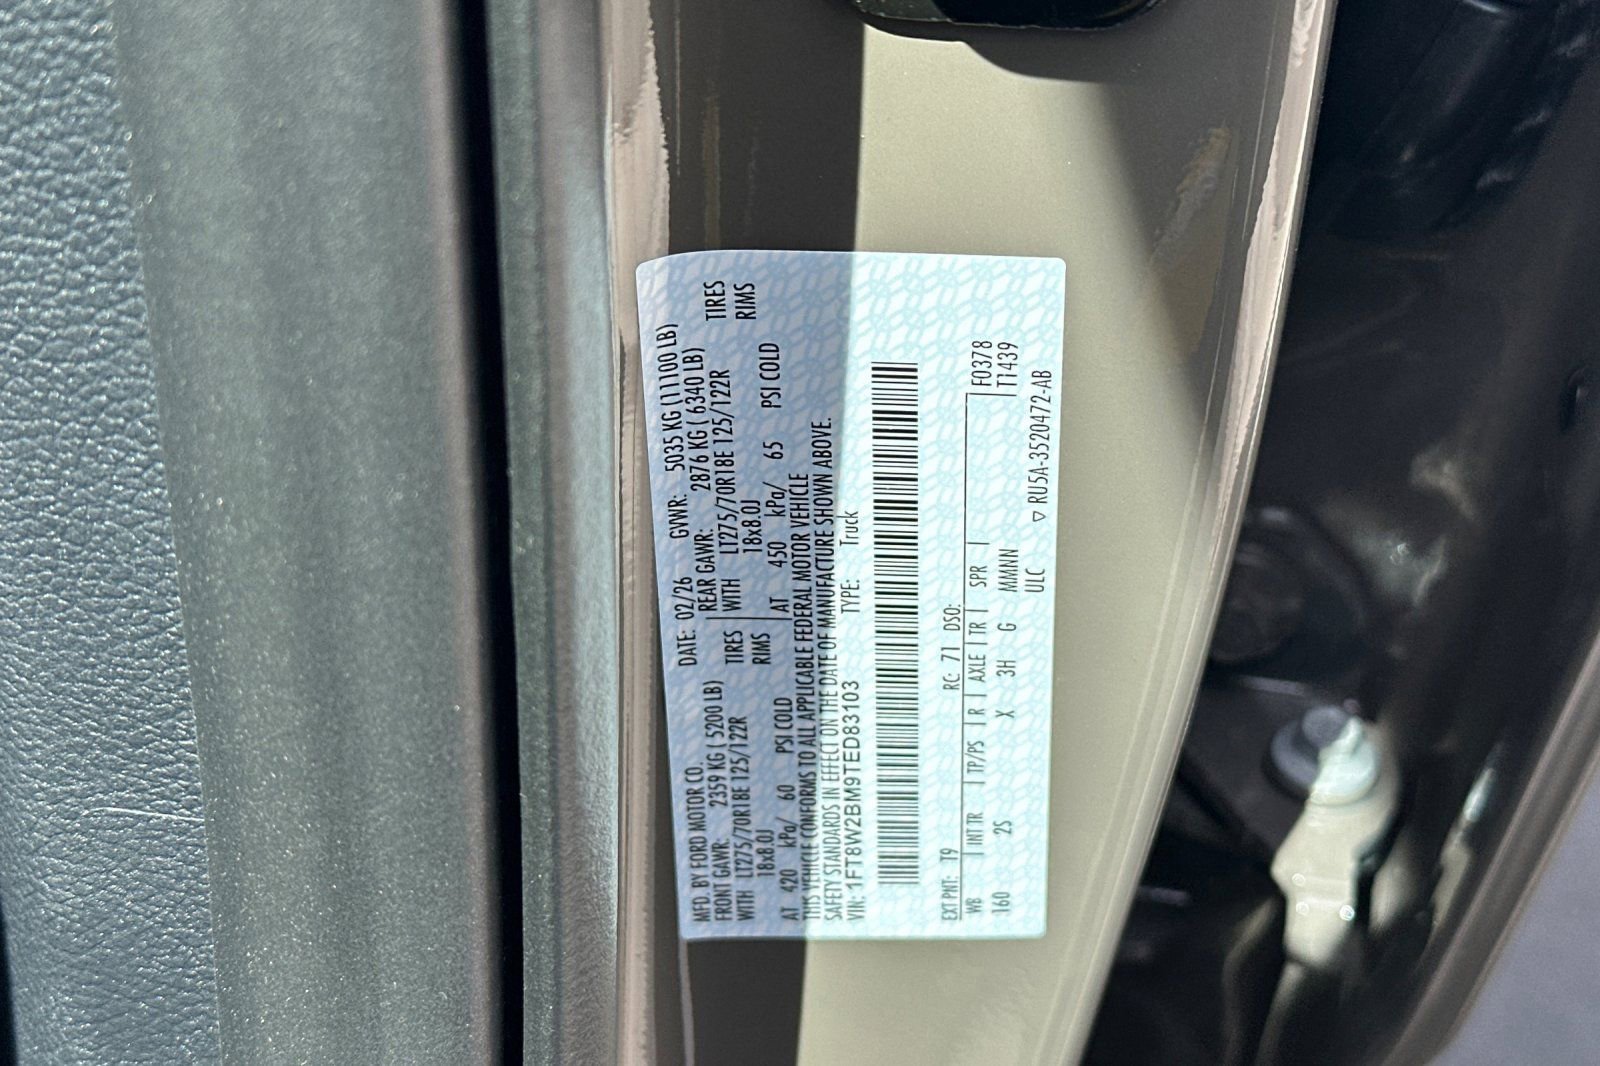 MFD. BY FORD MOTOR CO.
DATE: 02/26 GVWR: 5035 KG (11100 LB)
FRONT GAWR: 2359 KG ( 5200 LB)
REAR GAWR: 2876 KG ( 6340 LB)
WITH LT275/70R18E 125/122R TIRES
WITH LT275/70R18E 125/122R TIRES
18x8.0J RIMS
18x8.0J RIMS
AT 420 kPa/ 60 PSI COLD
AT 450 kPa/ 65 PSI COLD
THIS VEHICLE CONFORMS TO ALL APPLICABLE FEDERAL MOTOR VEHICLE
SAFETY STANDARDS IN EFFECT ON THE DATE OF MANUFACTURE SHOWN ABOVE.
VIN: 1FT8W2BM9TED83103 TYPE: Truck
EXT PNT: T9 RC: 71 DSO:
WB INT TR TP/PS R AXLE TR SPR F0378
160 2S X 3H G MMNN T1439
ULC ▽ RU5A-3520472-AB